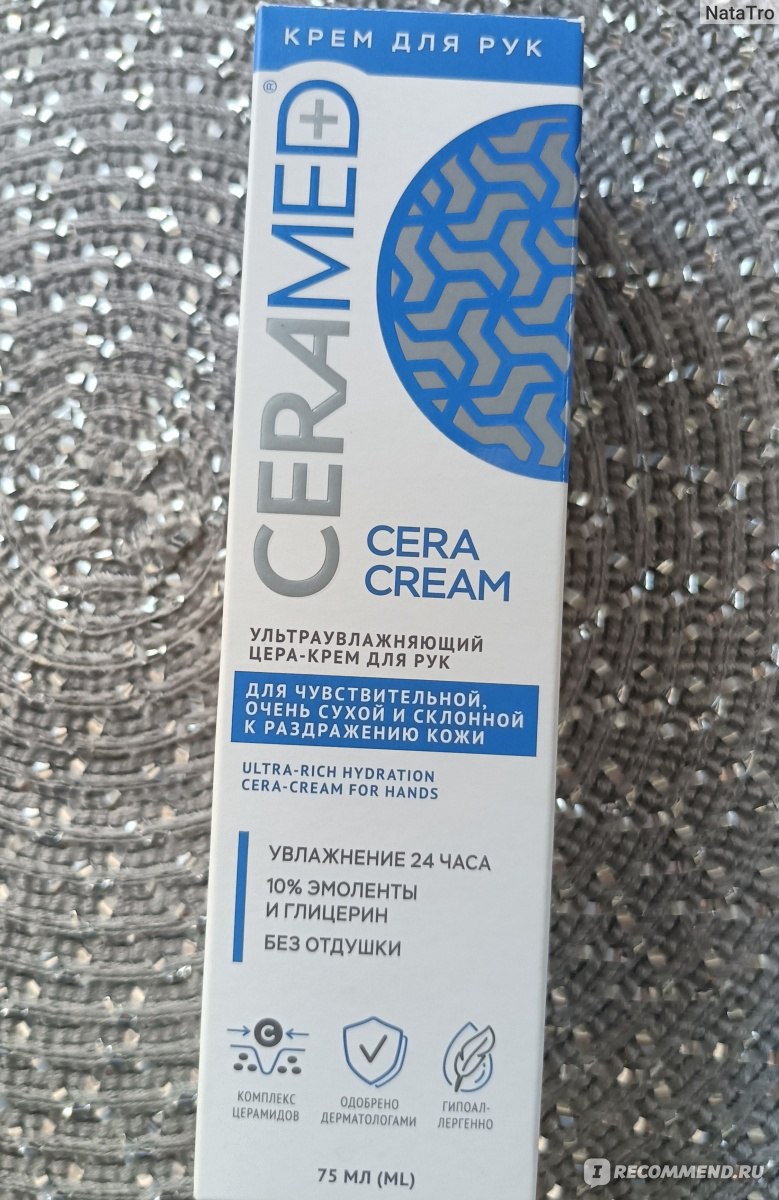 NataTro
КРЕМ ДЛЯ РУК
CERAMED+
®
CERA
CREAM
УЛЬТРАУВЛАЖНЯЮЩИЙ
ЦЕРА-КРЕМ ДЛЯ РУК
ДЛЯ ЧУВСТВИТЕЛЬНОЙ,
ОЧЕНЬ СУХОЙ И СКЛОННОЙ
К РАЗДРАЖЕНИЮ КОЖИ
ULTRA-RICH HYDRATION
CERA-CREAM FOR HANDS
УВЛАЖНЕНИЕ 24 ЧАСА
10% ЭМОЛЕНТЫ
И ГЛИЦЕРИН
БЕЗ ОТДУШКИ
C
КОМПЛЕКС
ЦЕРАМИДОВ
ОДОБРЕНО
ДЕРМАТОЛОГАМИ
ГИПОАЛ-
ЛЕРГЕННО
75 МЛ (ML)
I RECOMMEND.RU